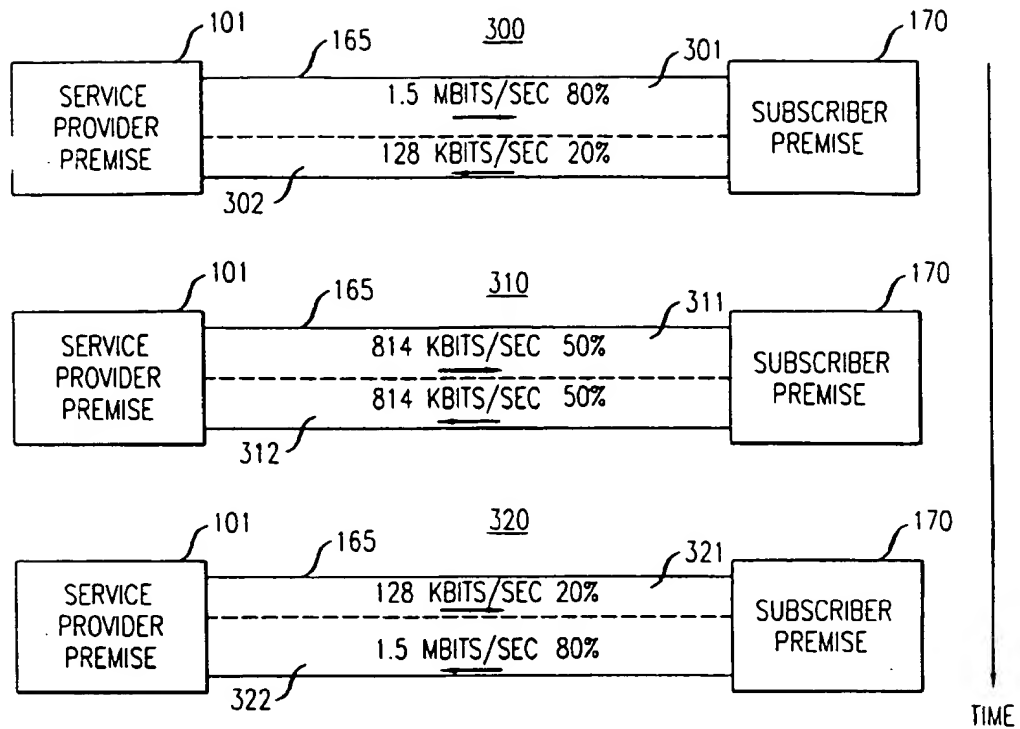 101 165 300 301 170
SERVICE PROVIDER PREMISE
1.5 MBITS/SEC 80%
128 KBITS/SEC 20%
SUBSCRIBER PREMISE
302
101 165 310 311 170
SERVICE PROVIDER PREMISE
814 KBITS/SEC 50%
814 KBITS/SEC 50%
SUBSCRIBER PREMISE
312
101 165 320 321 170
SERVICE PROVIDER PREMISE
128 KBITS/SEC 20%
1.5 MBITS/SEC 80%
SUBSCRIBER PREMISE
322
TIME